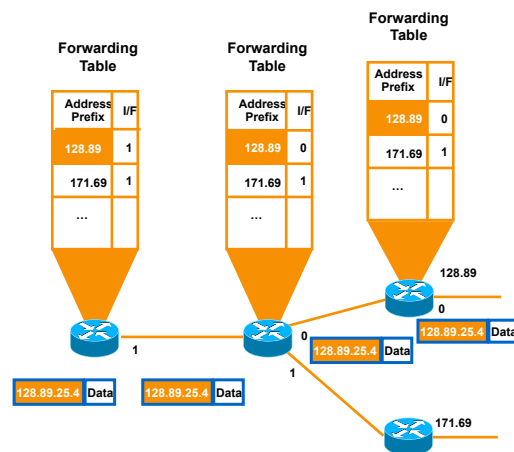 Forwarding
Table
Address
Prefix
I/F
128.89
1
171.69
1
...
1
128.89.25.4
Data
Forwarding
Table
Address
Prefix
I/F
128.89
0
171.69
1
...
0
1
128.89.25.4
Data
Forwarding
Table
Address
Prefix
I/F
128.89
0
171.69
1
...
128.89
0
128.89.25.4
Data
128.89.25.4
Data
171.69